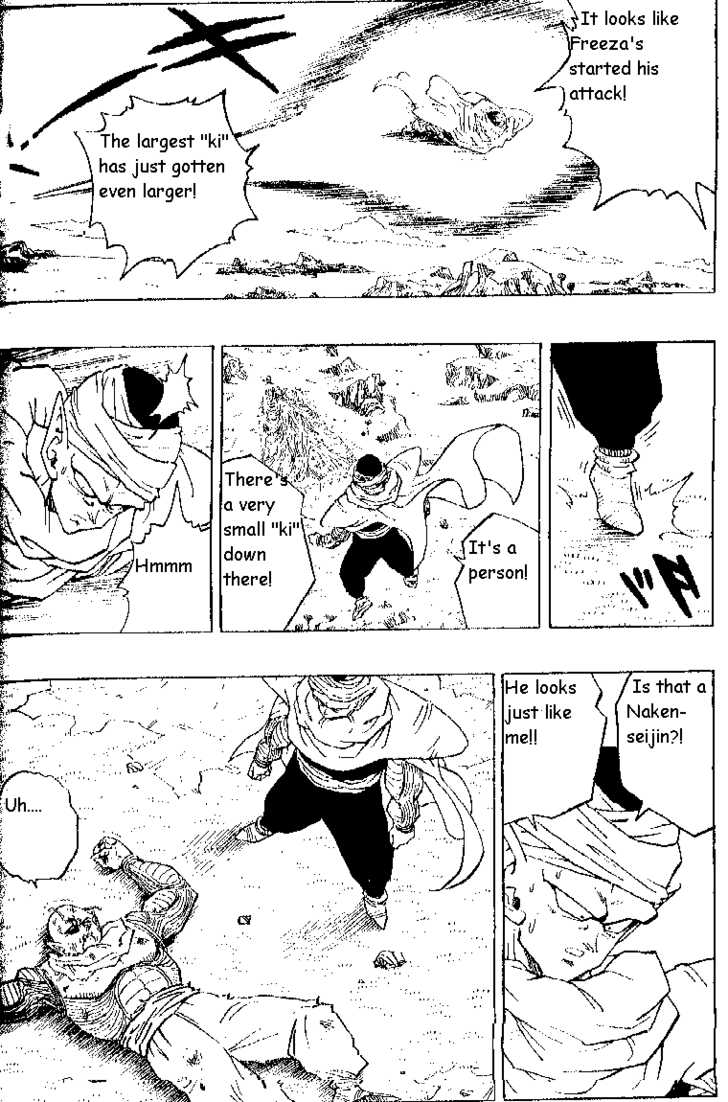 The largest "ki"
has just gotten
even larger!
It looks like
Freeza's
started his
attack!
Hmmm
There's
a very
small "ki"
down
there!
It's a
person!
Uh....
He looks
just like
me!!
Is that a
Naken-
seijin?!